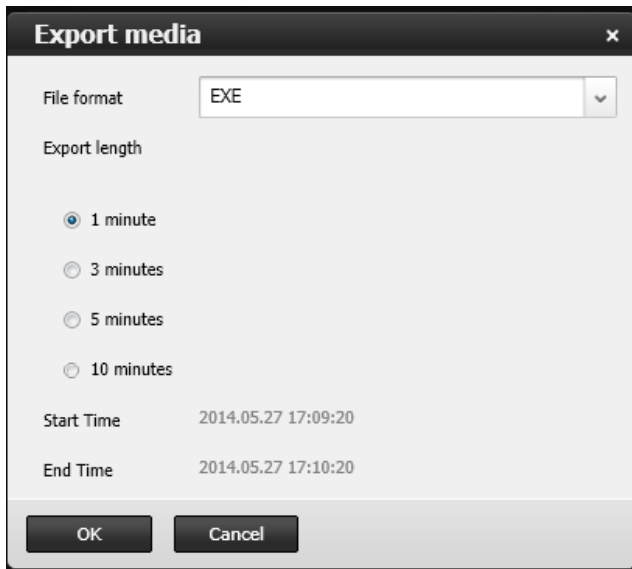 Export media
File format EXE
Export length
1 minute
3 minutes
5 minutes
10 minutes
Start Time 2014.05.27 17:09:20
End Time 2014.05.27 17:10:20
OK Cancel